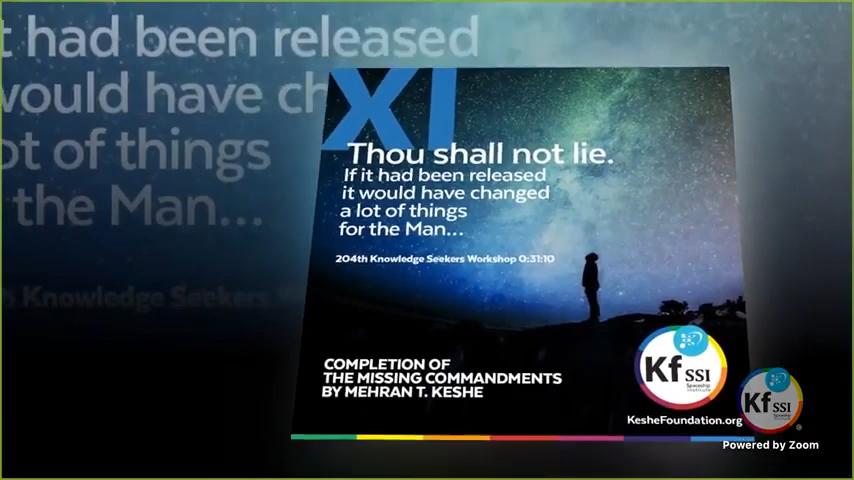 t had been released
would have ch
ot of things
the Man...
Knowledge Seekers
XI
Thou shall not lie.
If it had been released
it would have changed
a lot of things
for the Man...
204th Knowledge Seekers Workshop 0:31:10
COMPLETION OF
THE MISSING COMMANDMENTS
BY MEHRAN T. KESHE
Kf SSI
Spaceship
Institute
KesheFoundation.org
Kf SSI
Powered by Zoom